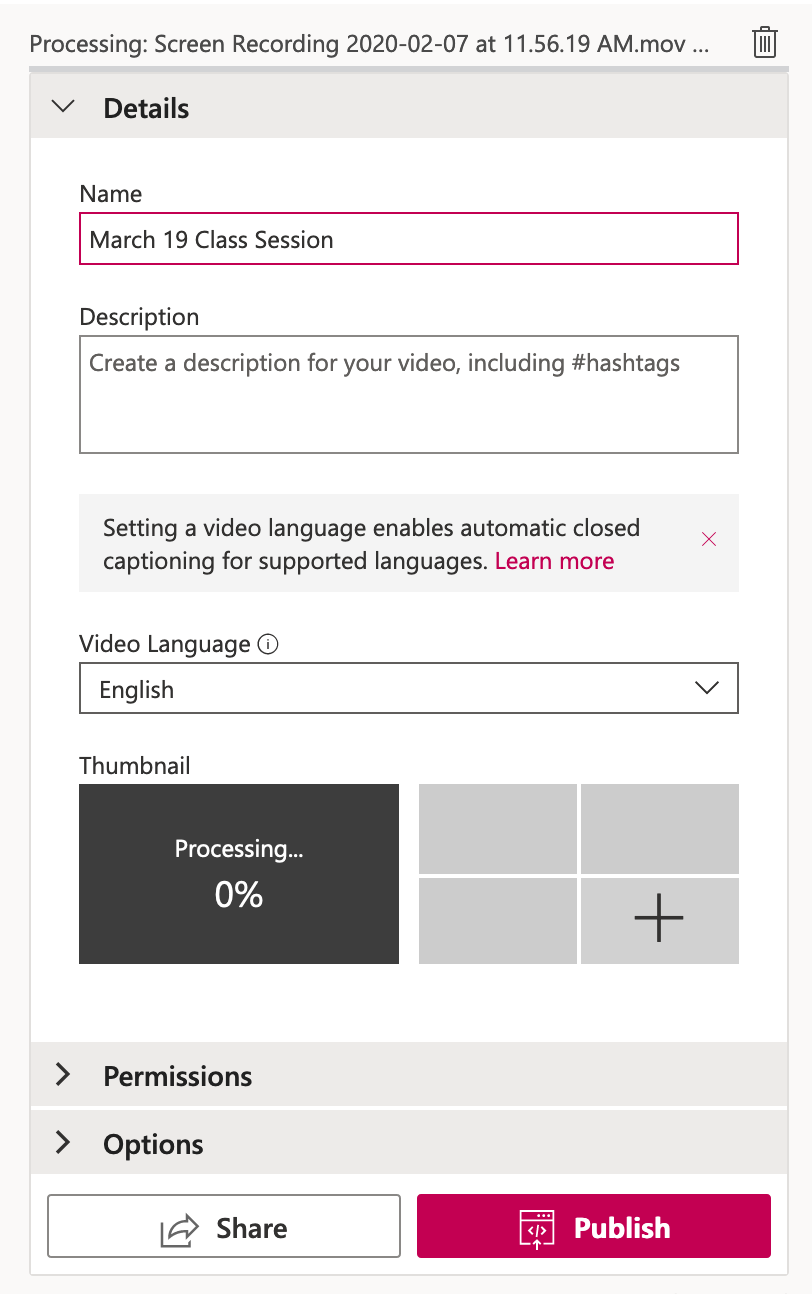 Processing: Screen Recording 2020-02-07 at 11.56.19 AM.mov ...
Details
Name
March 19 Class Session
Description
Create a description for your video, including #hashtags
Setting a video language enables automatic closed
captioning for supported languages. Learn more
Video Language
English
Thumbnail
Processing...
0%
Permissions
Options
Share
Publish